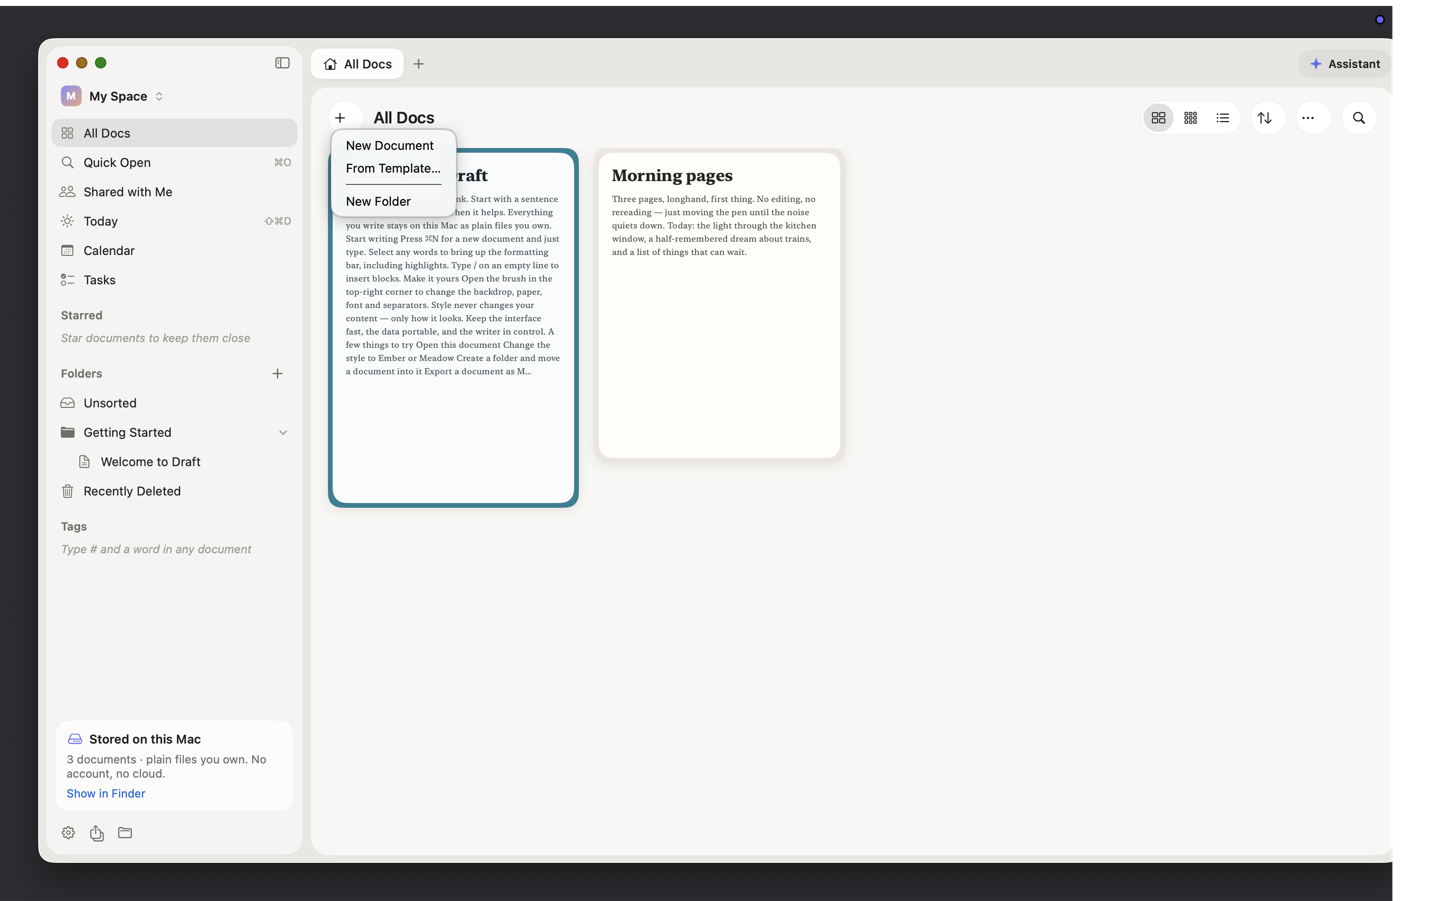 All Docs
Assistant
M My Space
All Docs
Quick Open ⌘O
Shared with Me
Today ⇧⌘D
Calendar
Tasks
Starred
Star documents to keep them close
Folders
Unsorted
Getting Started
Welcome to Draft
Recently Deleted
Tags
Type # and a word in any document
Stored on this Mac
3 documents · plain files you own. No
account, no cloud.
Show in Finder
All Docs
New Document
From Template...
New Folder
Start with a sentence
it helps. Everything
you write stays on this Mac as plain files you own.
Start writing Press ⌘N for a new document and just
type. Select any words to bring up the formatting
bar, including highlights. Type / on an empty line to
insert blocks. Make it yours Open the brush in the
top-right corner to change the backdrop, paper,
font and separators. Style never changes your
content — only how it looks. Keep the interface
fast, the data portable, and the writer in control. A
few things to try Open this document Change the
style to Ember or Meadow Create a folder and move
a document into it Export a document as M...
Morning pages
Three pages, longhand, first thing. No editing, no
rereading — just moving the pen until the noise
quiets down. Today: the light through the kitchen
window, a half-remembered dream about trains,
and a list of things that can wait.